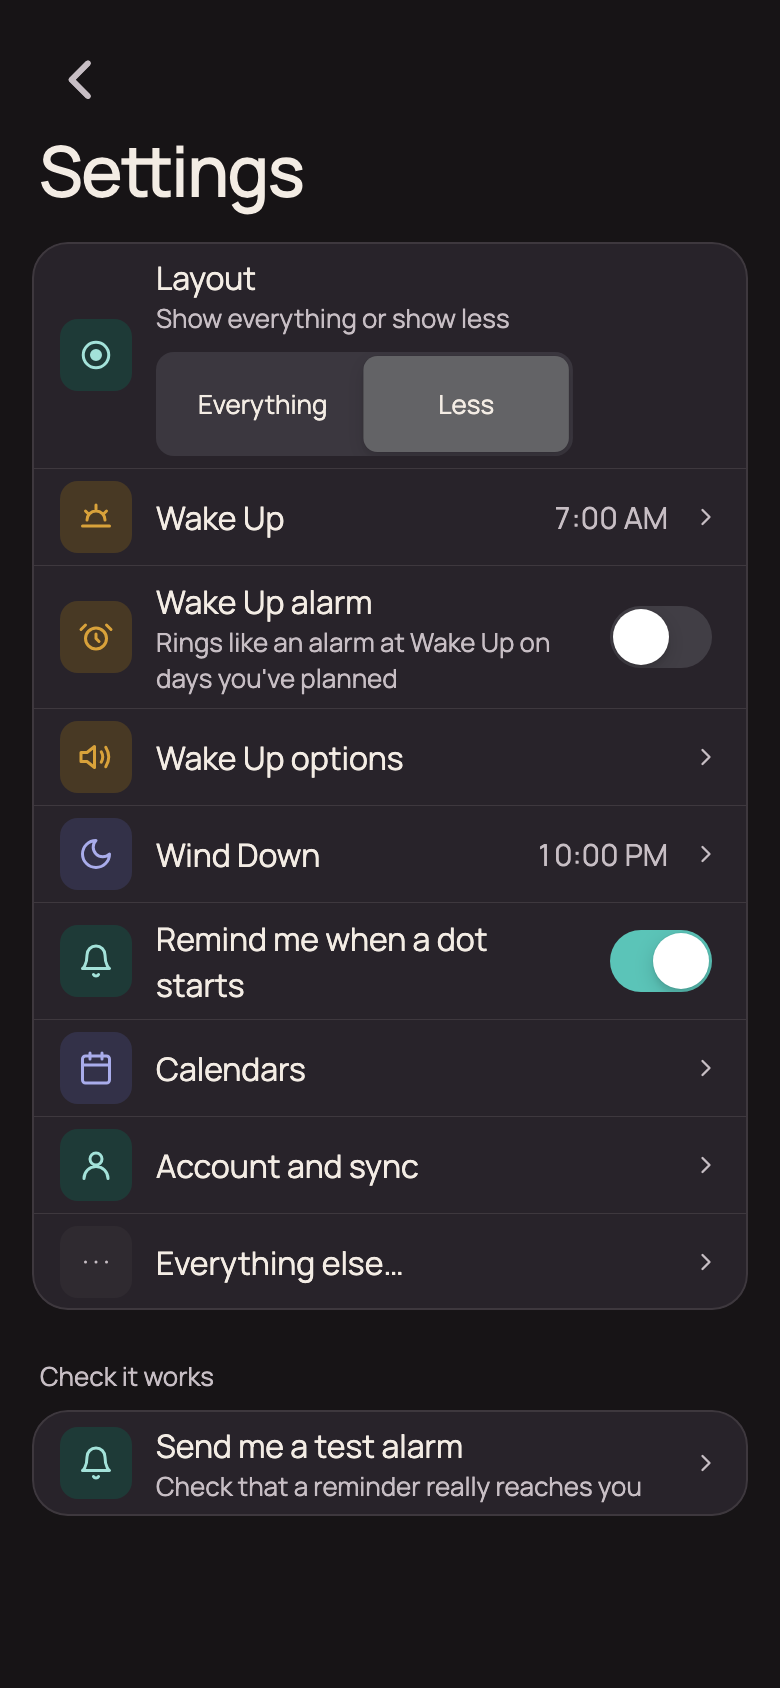 Settings
Layout
Show everything or show less
Everything
Less
Wake Up
7:00 AM
Wake Up alarm
Rings like an alarm at Wake Up on
days you've planned
Wake Up options
Wind Down
10:00 PM
Remind me when a dot
starts
Calendars
Account and sync
Everything else…
Check it works
Send me a test alarm
Check that a reminder really reaches you